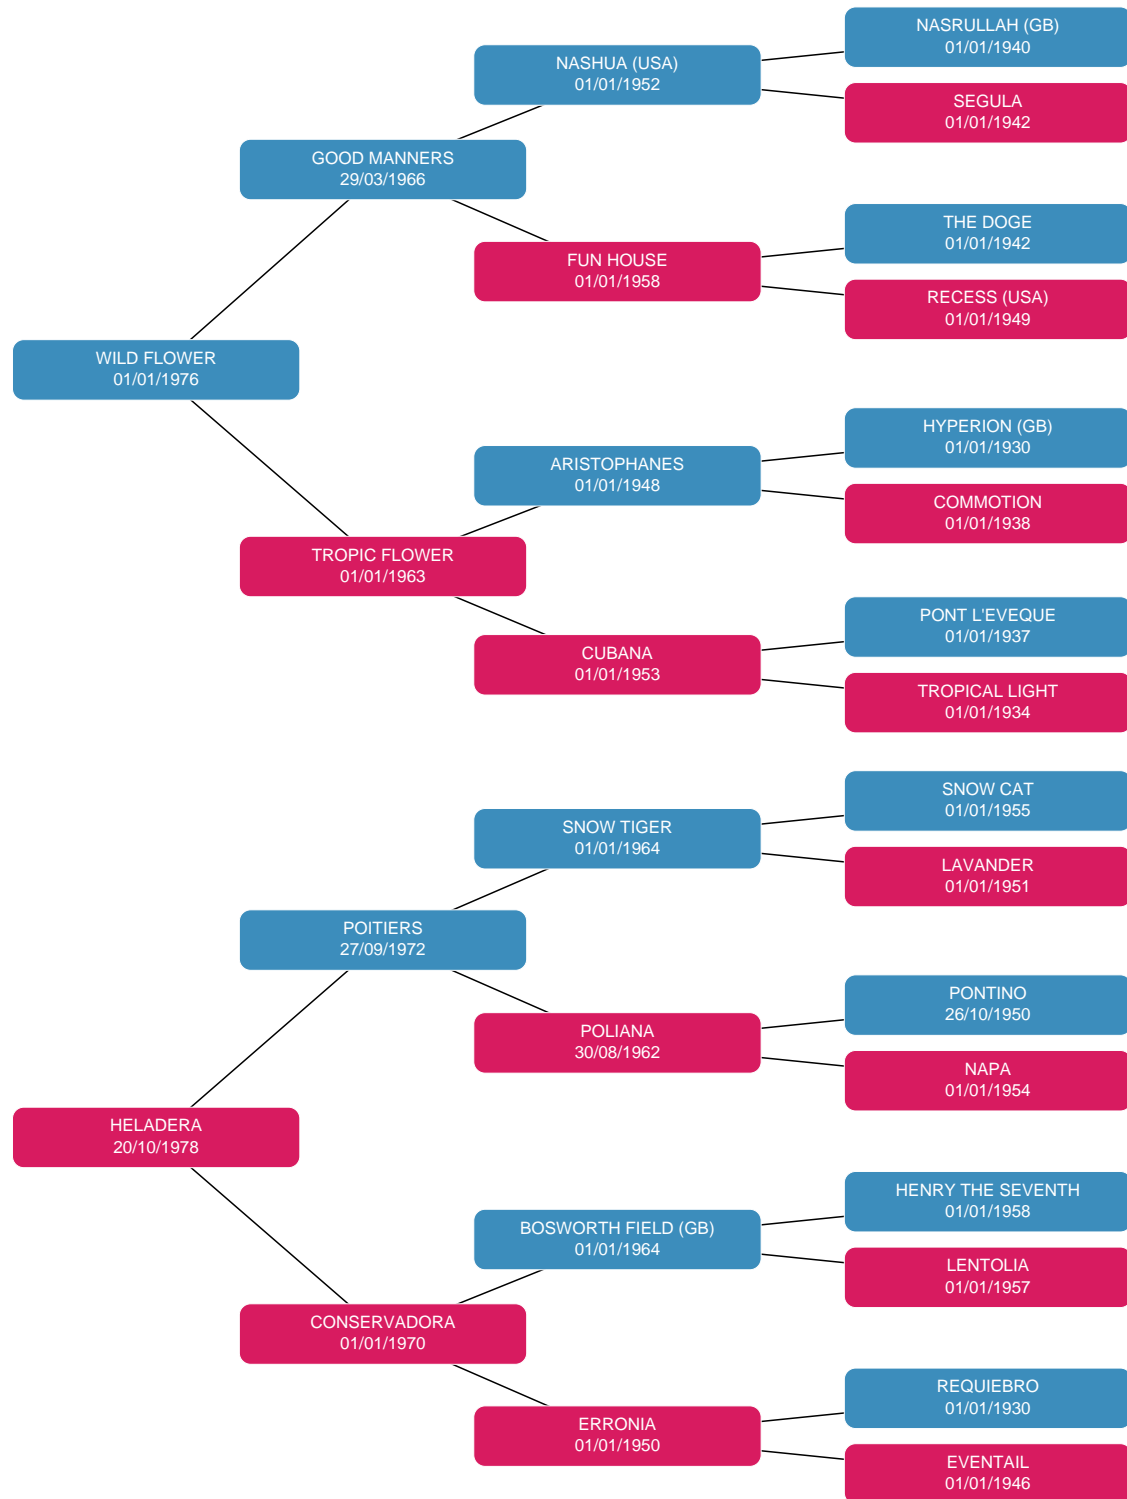 NASRULLAH (GB)
01/01/1940
NASHUA (USA)
01/01/1952
SEGULA
01/01/1942
GOOD MANNERS
29/03/1966
THE DOGE
01/01/1942
FUN HOUSE
01/01/1958
RECESS (USA)
01/01/1949
WILD FLOWER
01/01/1976
HYPERION (GB)
01/01/1930
ARISTOPHANES
01/01/1948
COMMOTION
01/01/1938
TROPIC FLOWER
01/01/1963
PONT L'EVEQUE
01/01/1937
CUBANA
01/01/1953
TROPICAL LIGHT
01/01/1934
SNOW CAT
01/01/1955
SNOW TIGER
01/01/1964
LAVANDER
01/01/1951
POITIERS
27/09/1972
PONTINO
26/10/1950
POLIANA
30/08/1962
NAPA
01/01/1954
HELADERA
20/10/1978
HENRY THE SEVENTH
01/01/1958
BOSWORTH FIELD (GB)
01/01/1964
LENTOLIA
01/01/1957
CONSERVADORA
01/01/1970
REQUIEBRO
01/01/1930
ERRONIA
01/01/1950
EVENTAIL
01/01/1946